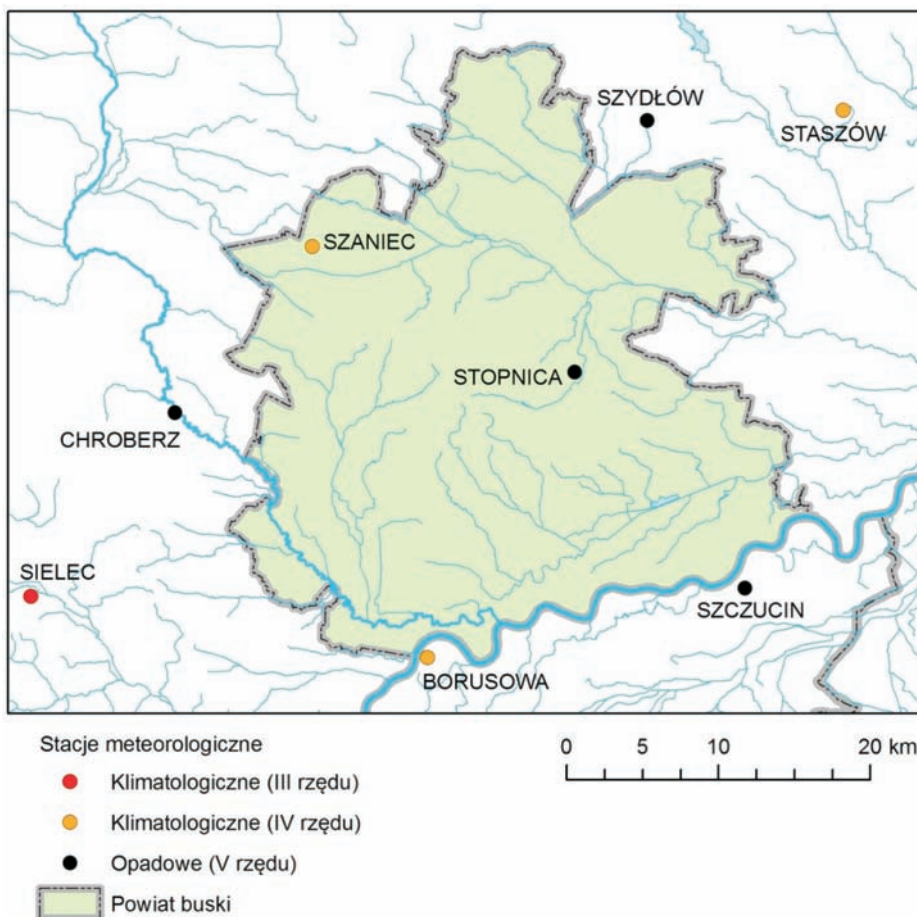 SZYDŁÓW
STASZÓW
SZANIEC
STOPNICA
CHROBERZ
SIELEC
SZCZUCIN
BORUSOWA
Stacje meteorologiczne
Klimatologiczne (III rzędu)
Klimatologiczne (IV rzędu)
Opadowe (V rzędu)
Powiat buski
0 5 10 20 km